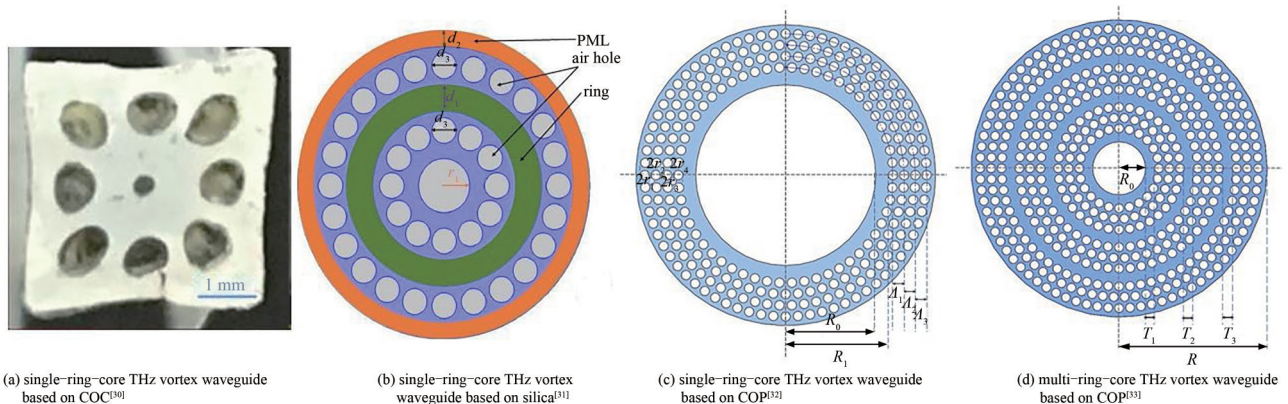 1 mm
d₂
d₃
PML
air hole
d₁
ring
d₃
r₁
2r 2r₄
2r 2r₃
Λ₁
Λ₂
Λ₃
R₀
R₁
R₀
T₁ T₂ T₃
R
(a) single−ring−core THz vortex waveguide
based on COC[30]
(b) single−ring−core THz vortex
waveguide based on silica[31]
(c) single−ring−core THz vortex waveguide
based on COP[32]
(d) multi−ring−core THz vortex waveguide
based on COP[33]